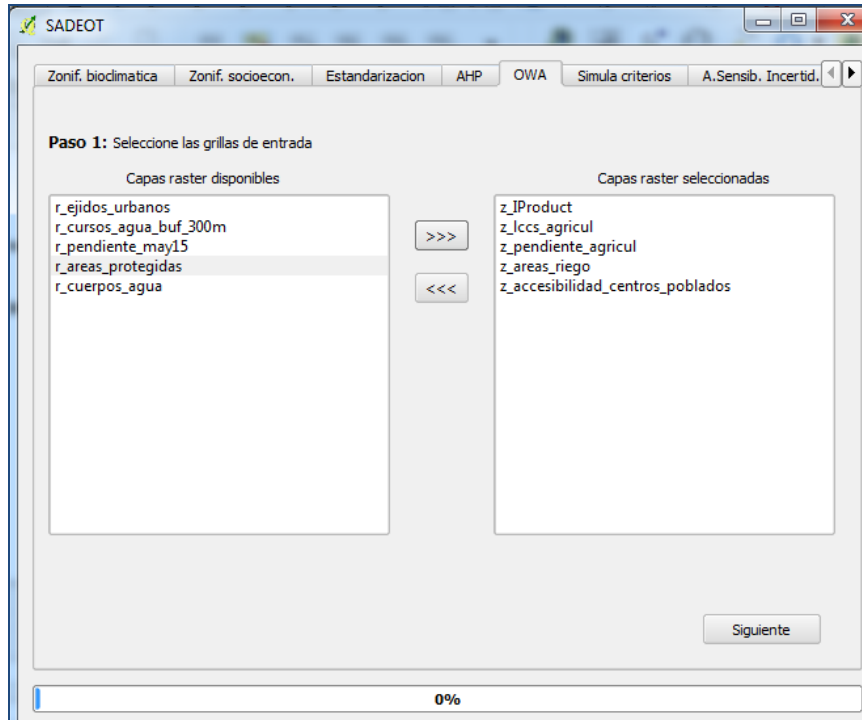 SADEOT
Zonif. bioclimatica Zonif. socioecon. Estandarizacion AHP OWA Simula criterios A.Sensib. Incertid.
Paso 1: Seleccione las grillas de entrada
Capas raster disponibles
r_ejidos_urbanos
r_cursos_agua_buf_300m
r_pendiente_may15
r_areas_protegidas
r_cuerpos_agua
>>>
<<<
Capas raster seleccionadas
z_IProduct
z_lccs_agricul
z_pendiente_agricul
z_areas_riego
z_accesibilidad_centros_poblados
Siguiente
0%